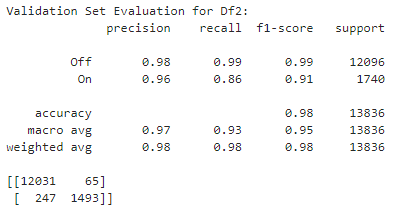 Validation Set Evaluation for Df2:
precision recall f1-score support
Off 0.98 0.99 0.99 12096
On 0.96 0.86 0.91 1740
accuracy 0.98 13836
macro avg 0.97 0.93 0.95 13836
weighted avg 0.98 0.98 0.98 13836
[[12031 65]
[ 247 1493]]